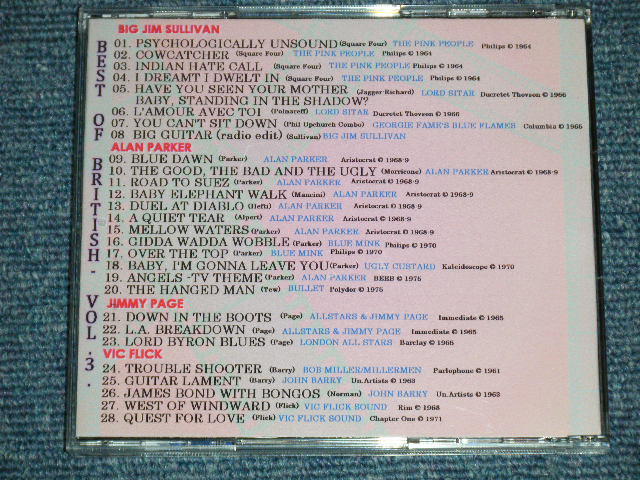 BIG JIM SULLIVAN
01. PSYCHOLOGICALLY UNSOUND (Square Four) THE PINK PEOPLE Philips © 1964
02. COWCATCHER (Square Four) THE PINK PEOPLE Philips © 1964
03. INDIAN HATE CALL (Square Four) THE PINK PEOPLE Philips © 1964
04. I DREAMT I DWELT IN (Square Four) THE PINK PEOPLE Philips © 1964
05. HAVE YOU SEEN YOUR MOTHER (Jagger-Richard) LORD SITAR Ducretet Thovson © 1966
BABY, STANDING IN THE SHADOW?
06. L'AMOUR AVEC TOI (Polnareff) LORD SITAR Ducretet Thovson © 1966
07. YOU CAN'T SIT DOWN (Phil Upchurch Combo) GEORGIE FAME'S BLUE FLAMES Columbia © 1966
08 BIG GUITAR (radio edit) (Sullivan) BIG JIM SULLIVAN
ALAN PARKER
09. BLUE DAWN (Parker) ALAN PARKER Aristocrat © 1968-9
10. THE GOOD, THE BAD AND THE UGLY (Morricone) ALAN PARKER Aristocrat © 1968-9
11. ROAD TO SUEZ (Parker) ALAN PARKER Aristocrat © 1968-9
12. BABY ELEPHANT WALK (Mancini) ALAN PARKER Aristocrat © 1968-9
13. DUEL AT DIABLO (Hefti) ALAN PARKER Aristocrat © 1968-9
14. A QUIET TEAR (Alpert) ALAN PARKER Aristocrat © 1968-9
15. MELLOW WATERS (Parker) ALAN PARKER Aristocrat © 1968-9
16. GIDDA WADDA WOBBLE (Parker) BLUE MINK Philips © 1970
17. OVER THE TOP (Parker) BLUE MINK Philips © 1970
18. BABY, I'M GONNA LEAVE YOU (Parker) UGLY CUSTARD Kaleidoscope © 1970
19. ANGELS -TV THEME (Parker) ALAN PARKER BEEB © 1975
20. THE HANGED MAN (Tew) BULLET Polydor © 1975
JIMMY PAGE
21. DOWN IN THE BOOTS (Page) ALLSTARS & JIMMY PAGE Immediate © 1965
22. L.A. BREAKDOWN (Page) ALLSTARS & JIMMY PAGE Immediate © 1965
23. LORD BYRON BLUES (Page) LONDON ALL STARS Barclay © 1965
VIC FLICK
24. TROUBLE SHOOTER (Barry) BOB MILLER/MILLERMEN Parlophone © 1961
25. GUITAR LAMENT (Barry) JOHN BARRY Un.Artists © 1963
26. JAMES BOND WITH BONGOS (Norman) JOHN BARRY Un.Artists © 1963
27. WEST OF WINDWARD (Flick) VIC FLICK SOUND Rim © 1968
28. QUEST FOR LOVE (Flick) VIC FLICK SOUND Chapter One © 1971
BEST OF BRITISH - VOL.3.